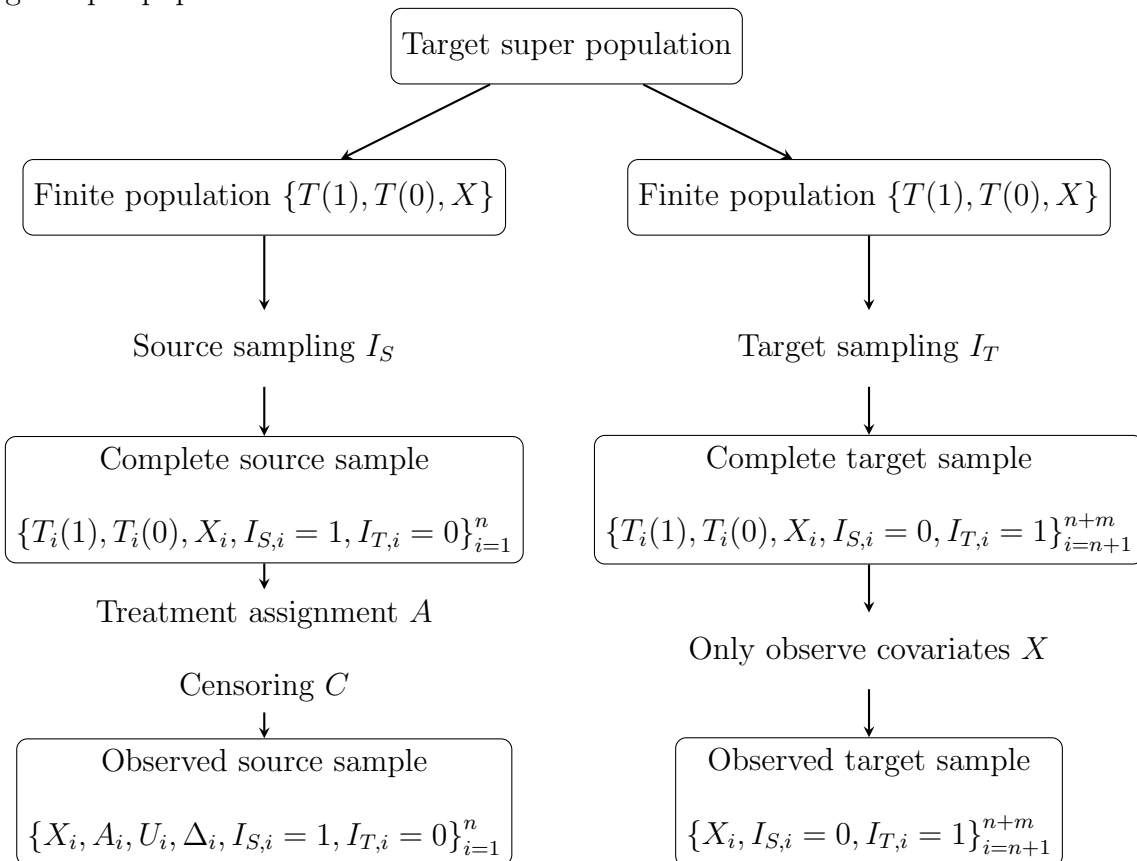 Target super population
Finite population {T(1), T(0), X}
Finite population {T(1), T(0), X}
Source sampling I_S
Target sampling I_T
Complete source sample
{T_i(1), T_i(0), X_i, I_{S,i} = 1, I_{T,i} = 0}_{i=1}^{n}
Complete target sample
{T_i(1), T_i(0), X_i, I_{S,i} = 0, I_{T,i} = 1}_{i=n+1}^{n+m}
Treatment assignment A
Only observe covariates X
Censoring C
Observed source sample
{X_i, A_i, U_i, Δ_i, I_{S,i} = 1, I_{T,i} = 0}_{i=1}^{n}
Observed target sample
{X_i, I_{S,i} = 0, I_{T,i} = 1}_{i=n+1}^{n+m}